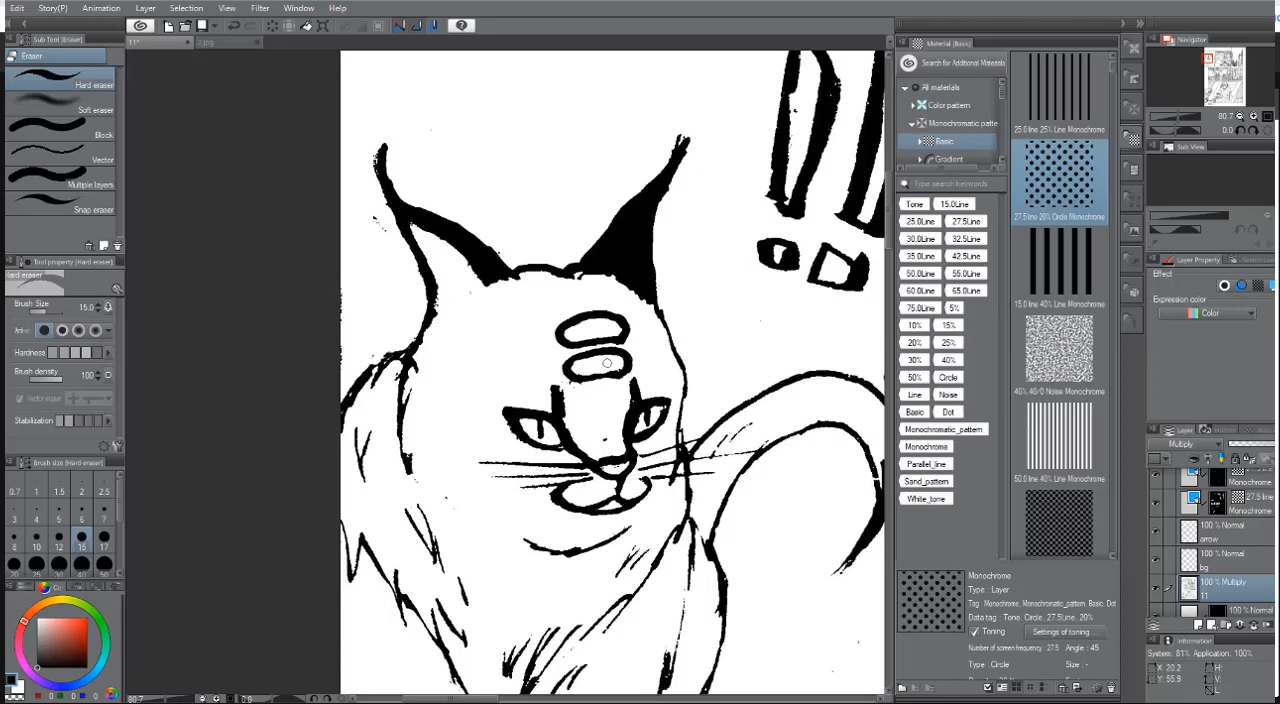 Edit Story(P) Animation Layer Selection View Filter Window Help
Sub Tool [Eraser]
Eraser
Hard eraser
Soft eraser
Block
Vector
Multiple layers
Snap eraser
Tool property [Hard eraser]
Hard eraser
Brush Size 15.0
Hardness
Brush density 100
Vector eraser
Stabilization
Brush size [Hard eraser]
0.7 1 1.5 2 2.5
3 4 5 6 7
8 10 12 15 17
20 25 30 40 50
Material [Basic]
Search for Additional Materials
All materials
Color pattern
Monochromatic patte
Basic
Gradient
Type search keywords
Tone 15.0Line
25.0Line 27.5Line
30.0Line 32.5Line
35.0Line 42.5Line
50.0Line 55.0Line
60.0Line 65.0Line
75.0Line 5%
10% 15%
20% 25%
30% 40%
50% Circle
Line Noise
Basic Dot
Monochromatic_pattern
Monochrome
Parallel_line
Sand_pattern
White_tone
25.0 line 25% Line Monochrome
27.5 line 20% Circle Monochrome
15.0 line 40% Line Monochrome
50.0 line 40% Line Monochrome
Monochrome
Type : Layer
Tag : Monochrome, Monochromatic_pattern, Basic, Dot
Data tag : Tone, Circle, 27.5Line, 20%
Toning Settings of toning...
Number of screen frequency : 27.5 Angle : 45
Type : Circle Size : -
Navigator
80.7
0.0
Sub View
Layer Property
Effect
Expression color
Color
Layer
Multiply
Monochrome
27.5 line
Monochrome
100 % Normal
arrow
100 % Normal
bg
100 % Multiply
11
100 % Normal
Information
System: 81% Application: 100%
X 20.2 H:
Y: 55.9 V:
L: